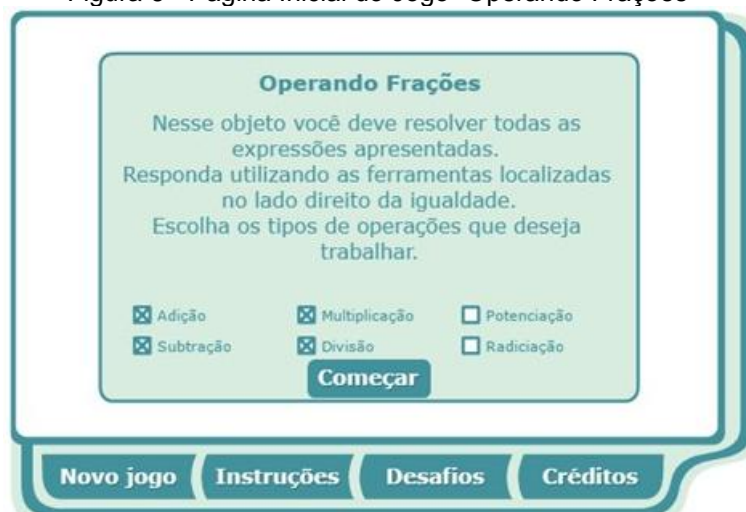 Operando Frações
Nesse objeto você deve resolver todas as
expressões apresentadas.
Responda utilizando as ferramentas localizadas
no lado direito da igualdade.
Escolha os tipos de operações que deseja
trabalhar.
Adição Multiplicação Potenciação
Subtração Divisão Radiciação
Começar
Novo jogo Instruções Desafios Créditos